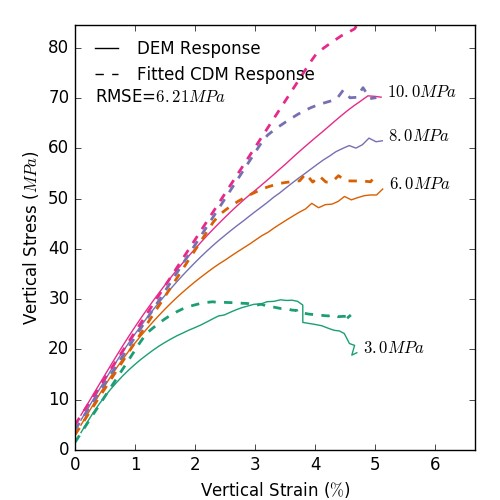 DEM Response
Fitted CDM Response
RMSE=6.21MPa
80
70
60
50
40
30
20
10
0
10.0MPa
8.0MPa
6.0MPa
3.0MPa
Vertical Stress (MPa)
0 1 2 3 4 5 6
Vertical Strain (%)